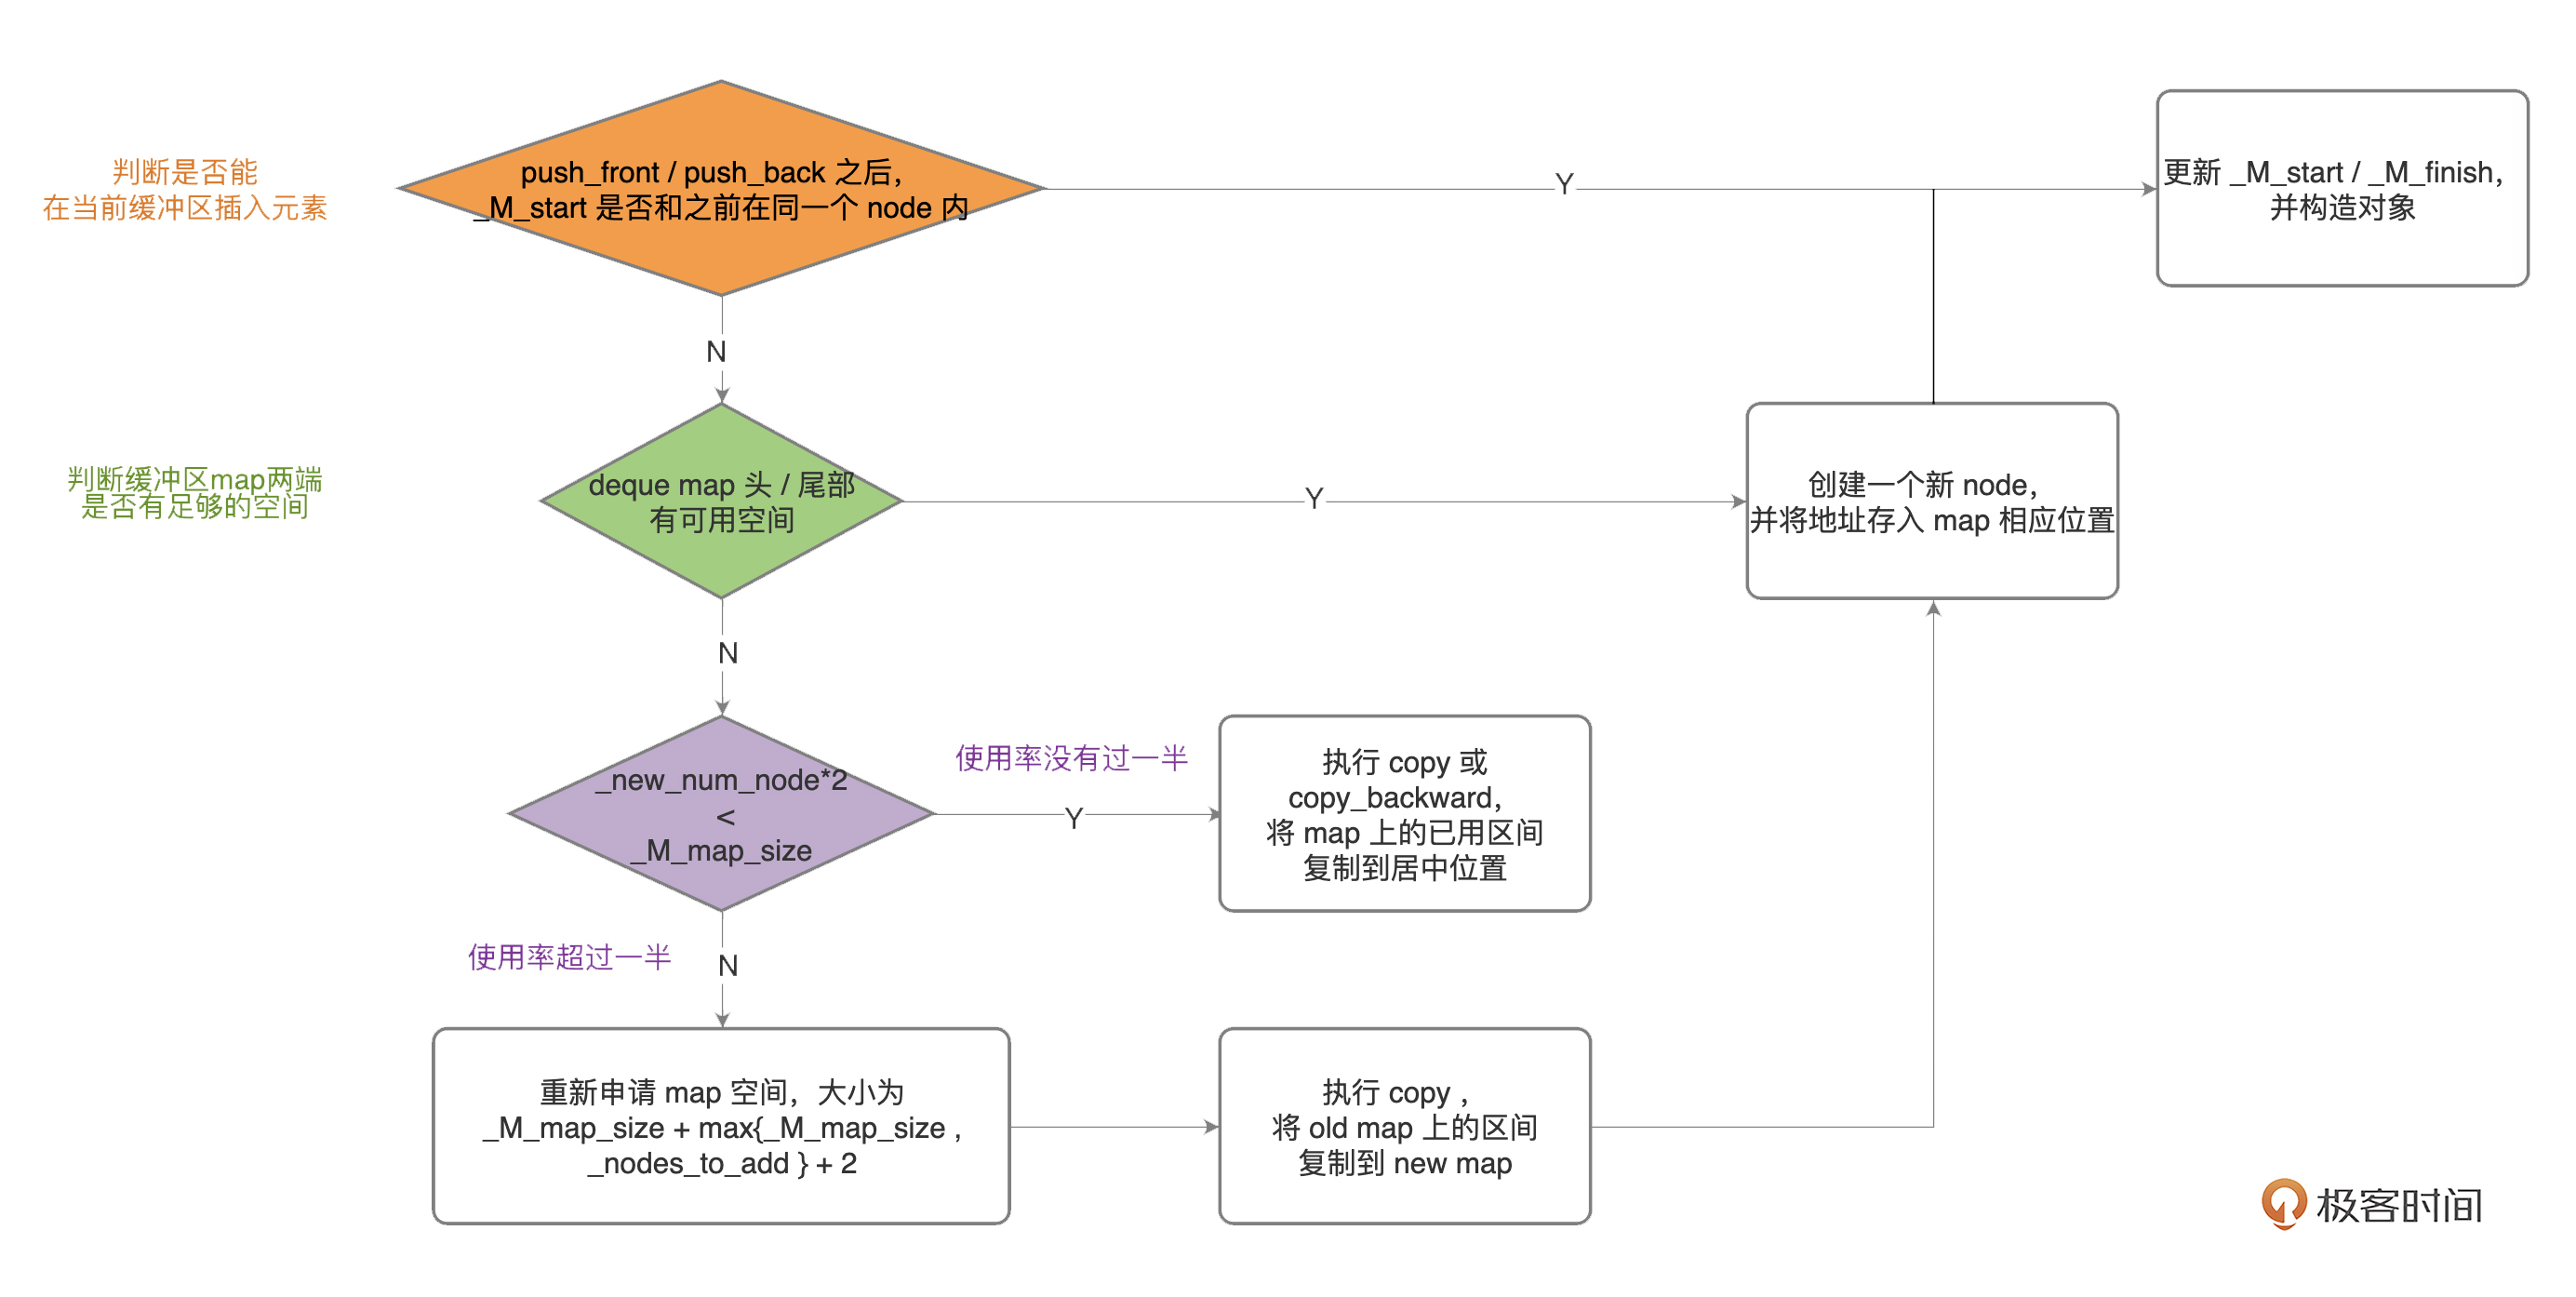 判断是否能
在当前缓冲区插入元素
push_front / push_back 之后，
_M_start 是否和之前在同一个 node 内
Y
更新 _M_start / _M_finish，
并构造对象
N
判断缓冲区map两端
是否有足够的空间
deque map 头 / 尾部
有可用空间
Y
创建一个新 node，
并将地址存入 map 相应位置
N
_new_num_node*2
<
_M_map_size
使用率没有过一半
Y
执行 copy 或
copy_backward，
将 map 上的已用区间
复制到居中位置
使用率超过一半
N
重新申请 map 空间，大小为
_M_map_size + max{_M_map_size ,
_nodes_to_add } + 2
执行 copy ，
将 old map 上的区间
复制到 new map
极客时间